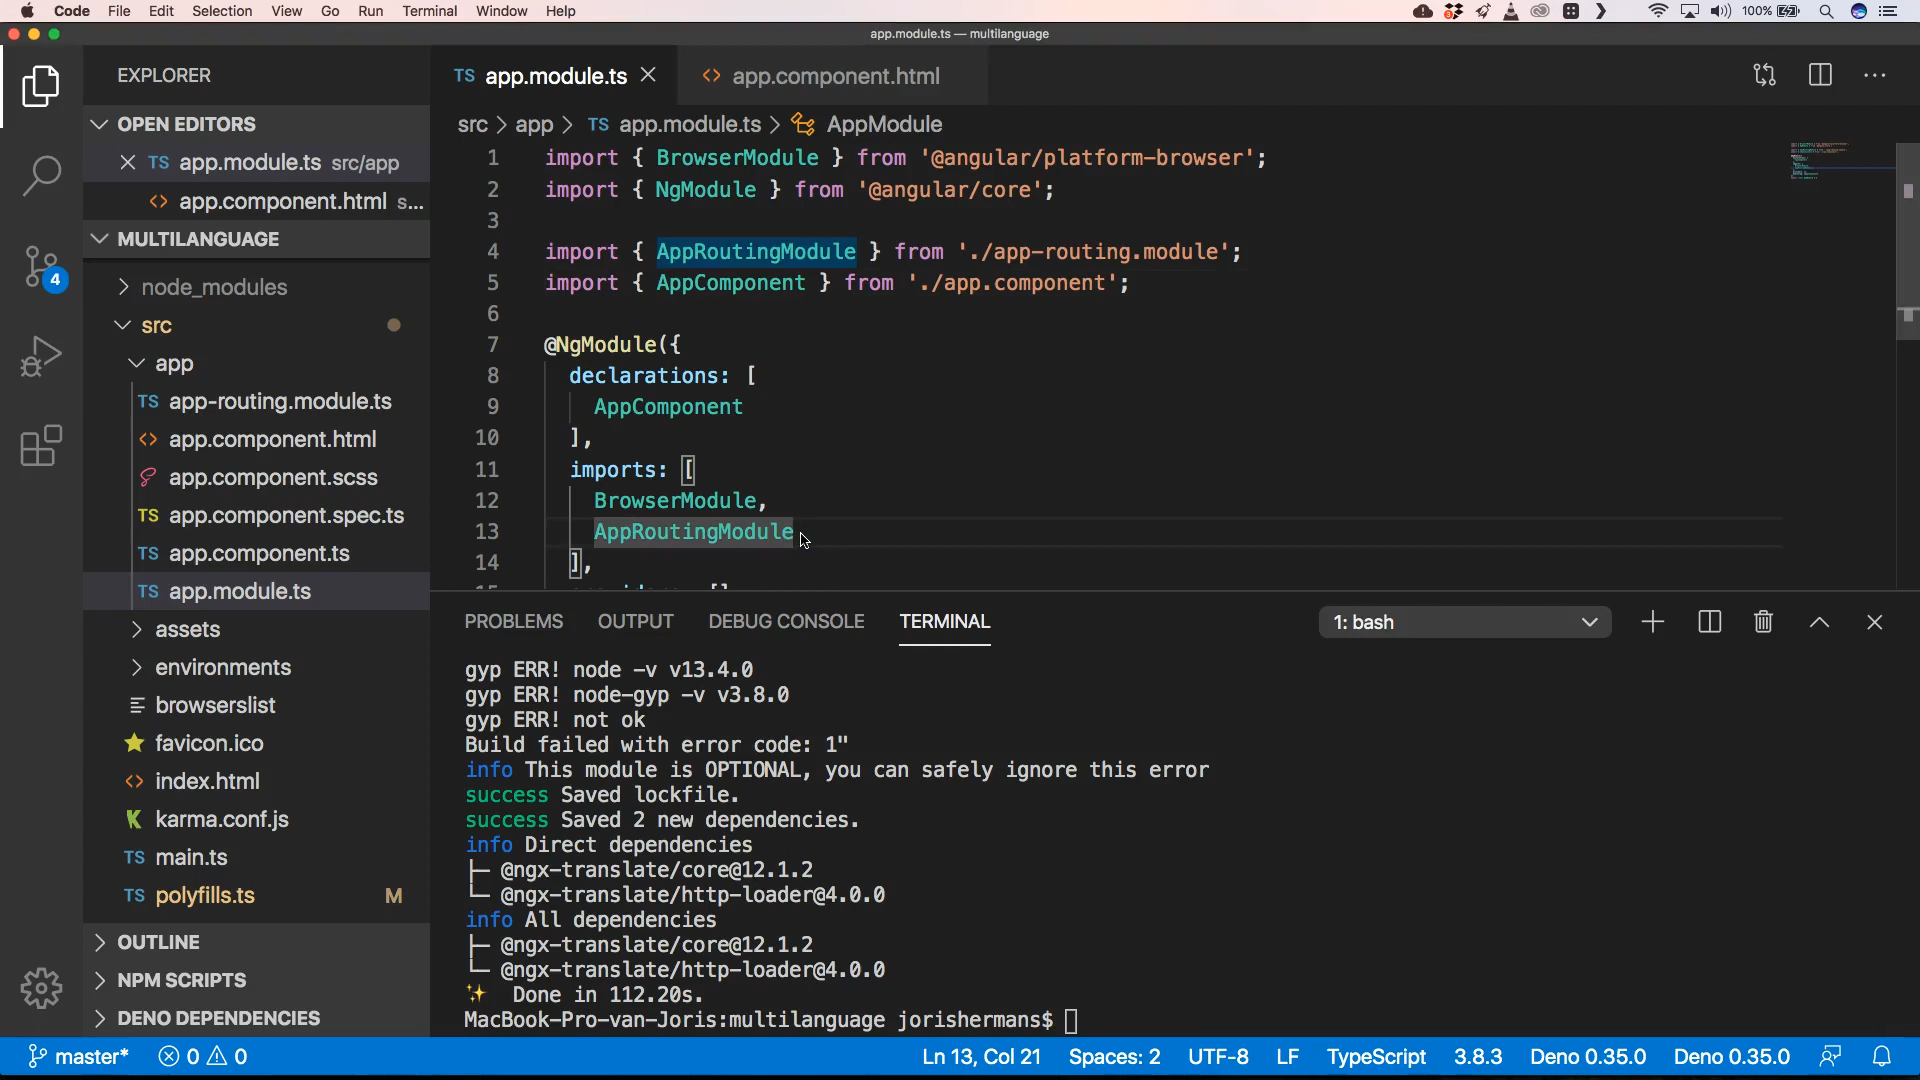 Code File Edit Selection View Go Run Terminal Window Help
3
100%
app.module.ts — multilanguage
EXPLORER
OPEN EDITORS
TS app.module.ts src/app
<> app.component.html s...
MULTILANGUAGE
node_modules
src
app
TS app-routing.module.ts
<> app.component.html
app.component.scss
TS app.component.spec.ts
TS app.component.ts
TS app.module.ts
assets
environments
browserslist
favicon.ico
<> index.html
karma.conf.js
TS main.ts
TS polyfills.ts M
OUTLINE
NPM SCRIPTS
DENO DEPENDENCIES
4
TS app.module.ts
<> app.component.html
src > app > TS app.module.ts > AppModule
1 import { BrowserModule } from '@angular/platform-browser';
2 import { NgModule } from '@angular/core';
3
4 import { AppRoutingModule } from './app-routing.module';
5 import { AppComponent } from './app.component';
6
7 @NgModule({
8 declarations: [
9 AppComponent
10 ],
11 imports: [
12 BrowserModule,
13 AppRoutingModule
14 ],
PROBLEMS OUTPUT DEBUG CONSOLE TERMINAL
1: bash
gyp ERR! node -v v13.4.0
gyp ERR! node-gyp -v v3.8.0
gyp ERR! not ok
Build failed with error code: 1"
info This module is OPTIONAL, you can safely ignore this error
success Saved lockfile.
success Saved 2 new dependencies.
info Direct dependencies
├─ @ngx-translate/core@12.1.2
└─ @ngx-translate/http-loader@4.0.0
info All dependencies
├─ @ngx-translate/core@12.1.2
└─ @ngx-translate/http-loader@4.0.0
✨ Done in 112.20s.
MacBook-Pro-van-Joris:multilanguage jorishermans$
master* 0 0
Ln 13, Col 21 Spaces: 2 UTF-8 LF TypeScript 3.8.3 Deno 0.35.0 Deno 0.35.0